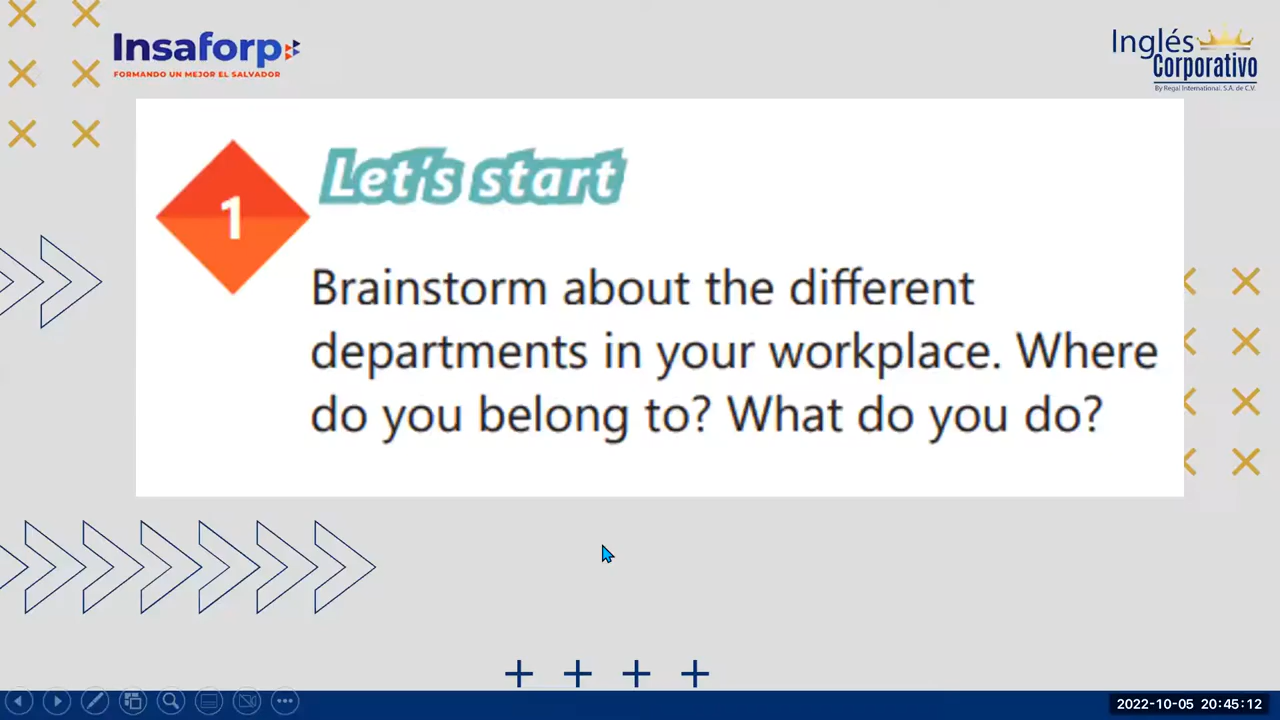 Insaforp
FORMANDO UN MEJOR EL SALVADOR
Inglés
Corporativo
By Regal International, S.A. de C.V.
1
Let's start
Brainstorm about the different
departments in your workplace. Where
do you belong to? What do you do?
2022-10-05 20:45:12